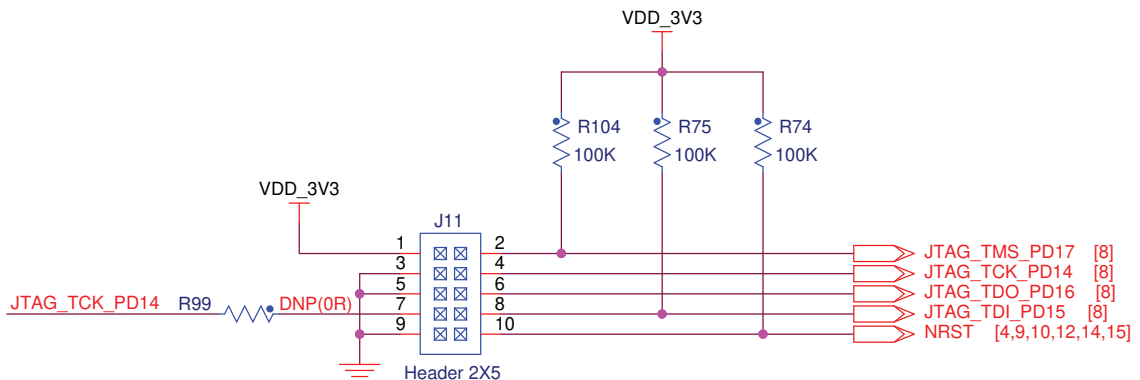 VDD_3V3
R104
R75
R74
100K
100K
100K
VDD_3V3
J11
1
2
JTAG_TMS_PD17 [8]
3
4
JTAG_TCK_PD14 [8]
5
6
JTAG_TDO_PD16 [8]
JTAG_TCK_PD14
R99
DNP(0R)
7
8
JTAG_TDI_PD15 [8]
9
10
NRST [4,9,10,12,14,15]
Header 2X5